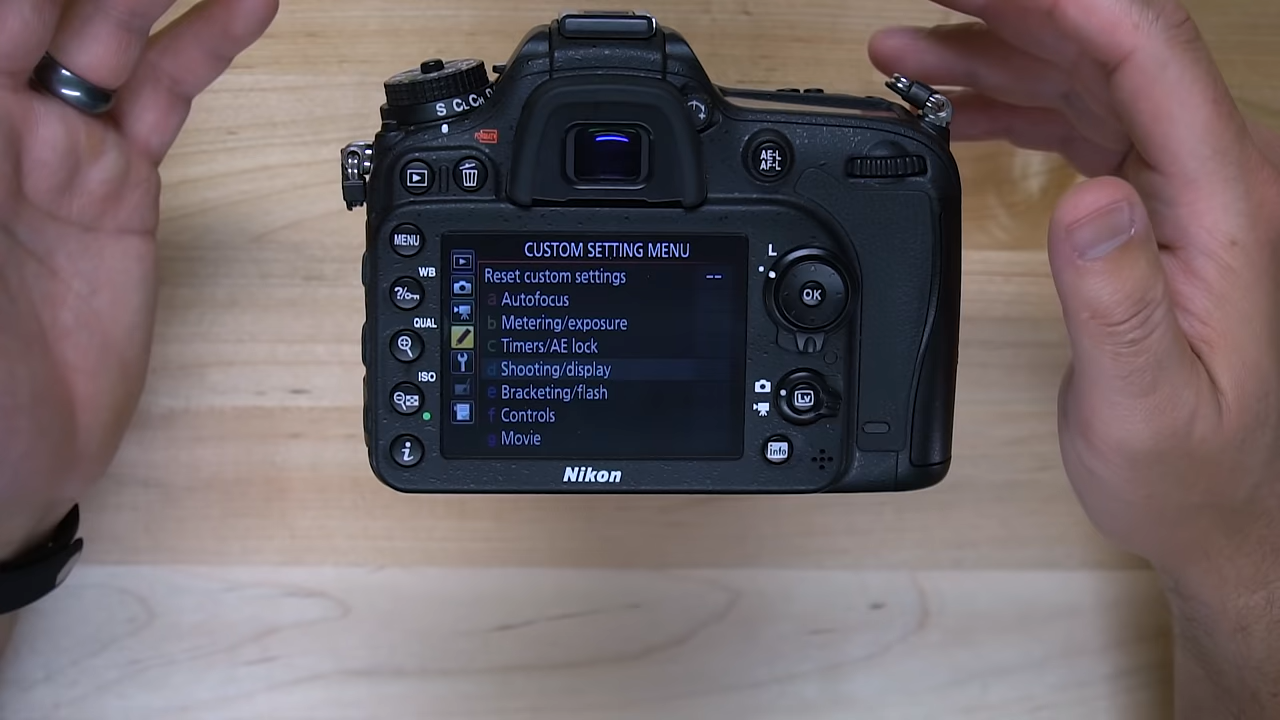 S CL CH
FORMAT
AE-L
AF-L
MENU
WB
?
QUAL
ISO
i
CUSTOM SETTING MENU
Reset custom settings --
a Autofocus
b Metering/exposure
c Timers/AE lock
d Shooting/display
e Bracketing/flash
f Controls
g Movie
L
OK
Lv
info
Nikon